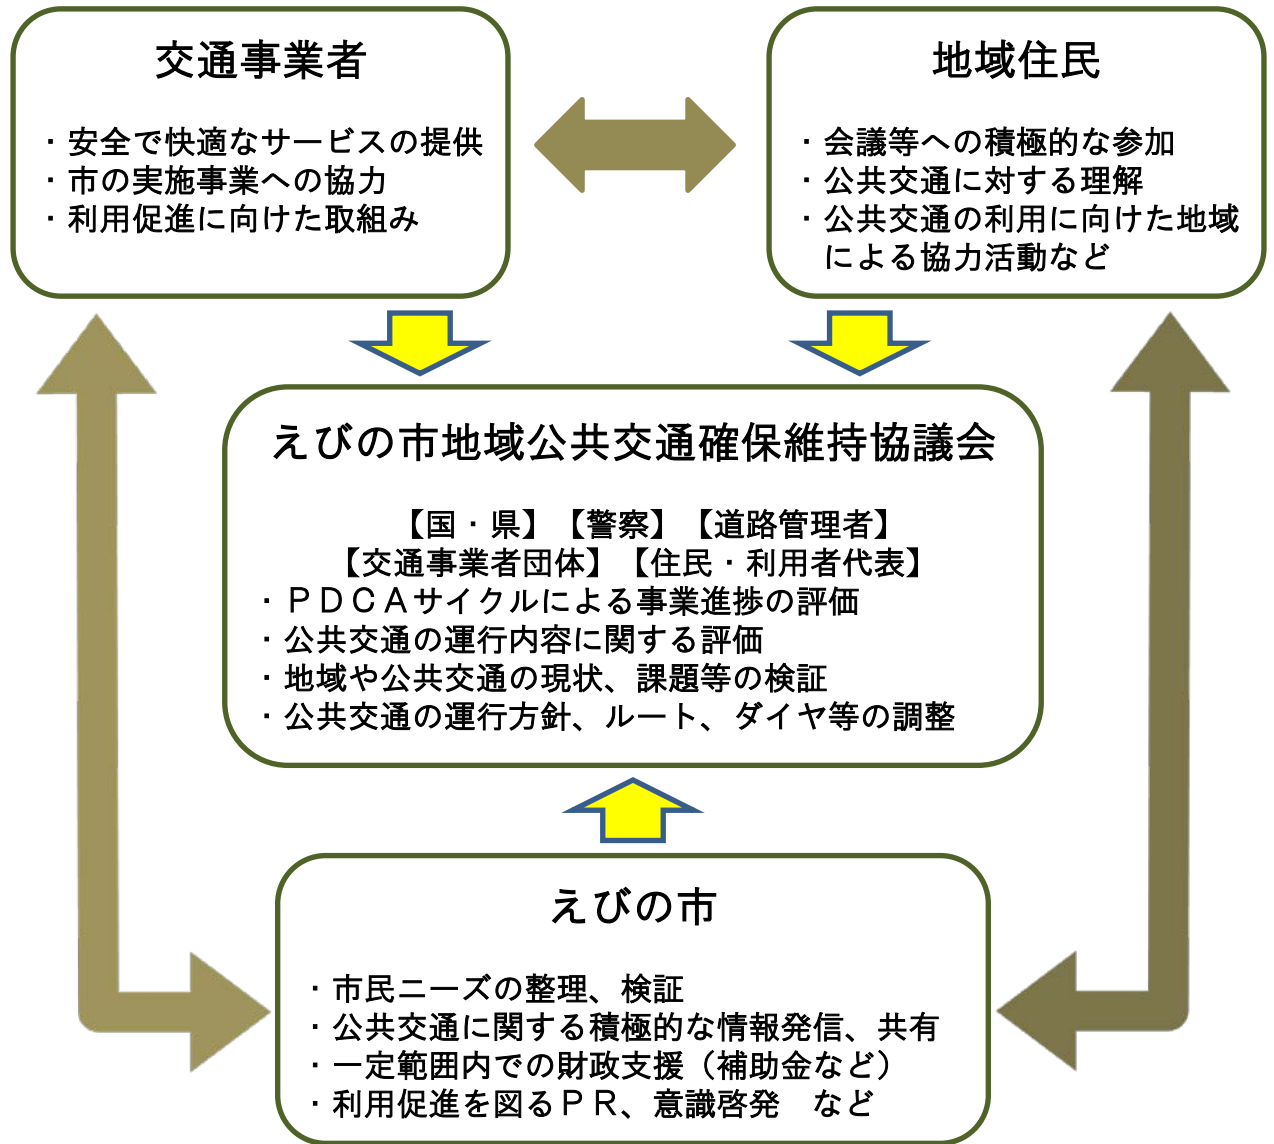 交通事業者
・安全で快適なサービスの提供
・市の実施事業への協力
・利用促進に向けた取組み
地域住民
・会議等への積極的な参加
・公共交通に対する理解
・公共交通の利用に向けた地域
による協力活動など
えびの市地域公共交通確保維持協議会
【国・県】【警察】【道路管理者】
【交通事業者団体】【住民・利用者代表】
・ＰＤＣＡサイクルによる事業進捗の評価
・公共交通の運行内容に関する評価
・地域や公共交通の現状、課題等の検証
・公共交通の運行方針、ルート、ダイヤ等の調整
えびの市
・市民ニーズの整理、検証
・公共交通に関する積極的な情報発信、共有
・一定範囲内での財政支援（補助金など）
・利用促進を図るＰＲ、意識啓発　など